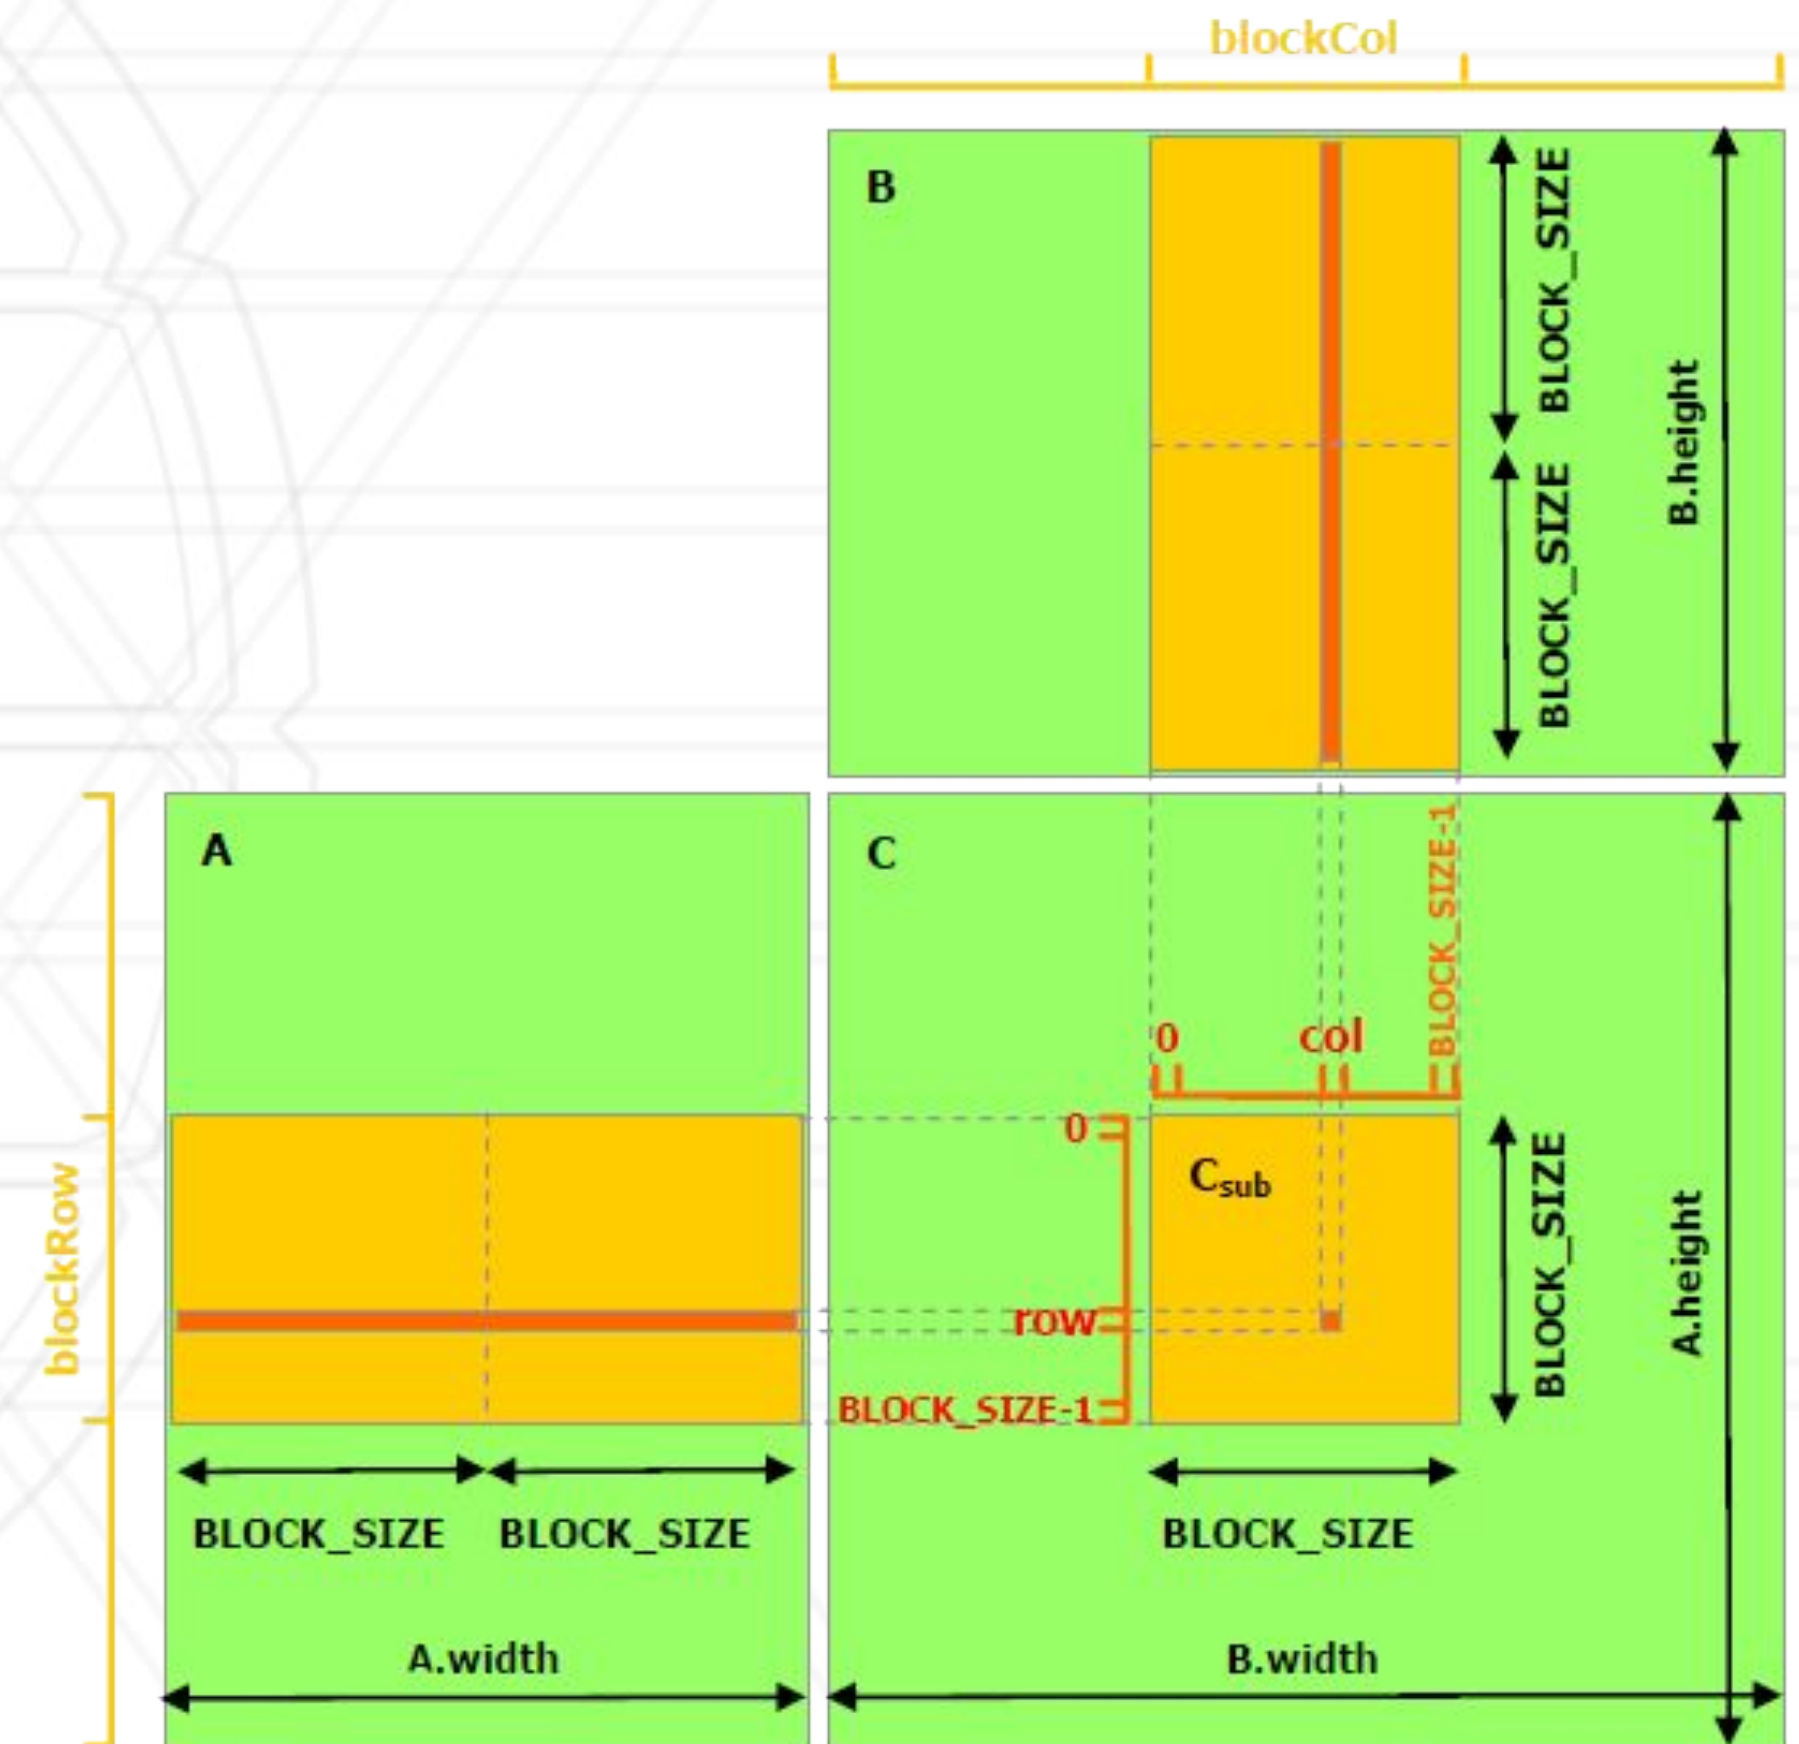 blockCol
B
BLOCK_SIZE
BLOCK_SIZE
B.height
A
C
BLOCK_SIZE-1
0
col
0
Csub
row
BLOCK_SIZE-1
BLOCK_SIZE
A.height
blockRow
BLOCK_SIZE
BLOCK_SIZE
BLOCK_SIZE
A.width
B.width